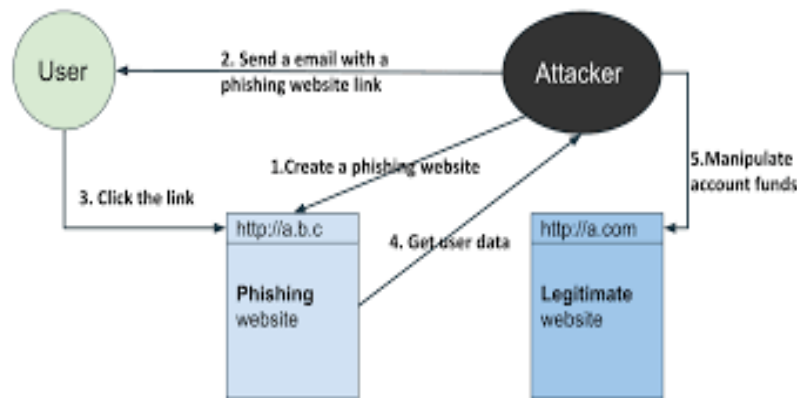 User
Attacker
2. Send a email with a
phishing website link
1.Create a phishing website
5.Manipulate
account funds
3. Click the link
http://a.b.c
http://a.com
4. Get user data
Phishing
website
Legitimate
website